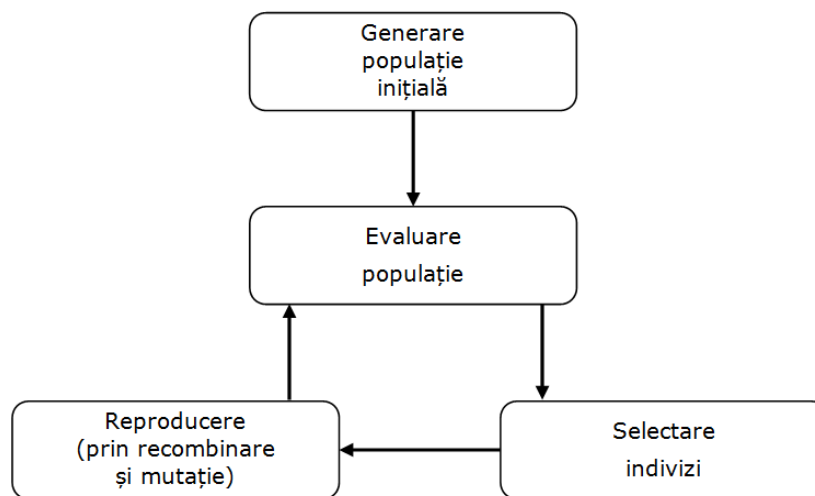 Generare
populație
inițială
Evaluare
populație
Reproducere
(prin recombinare
și mutație)
Selectare
indivizi